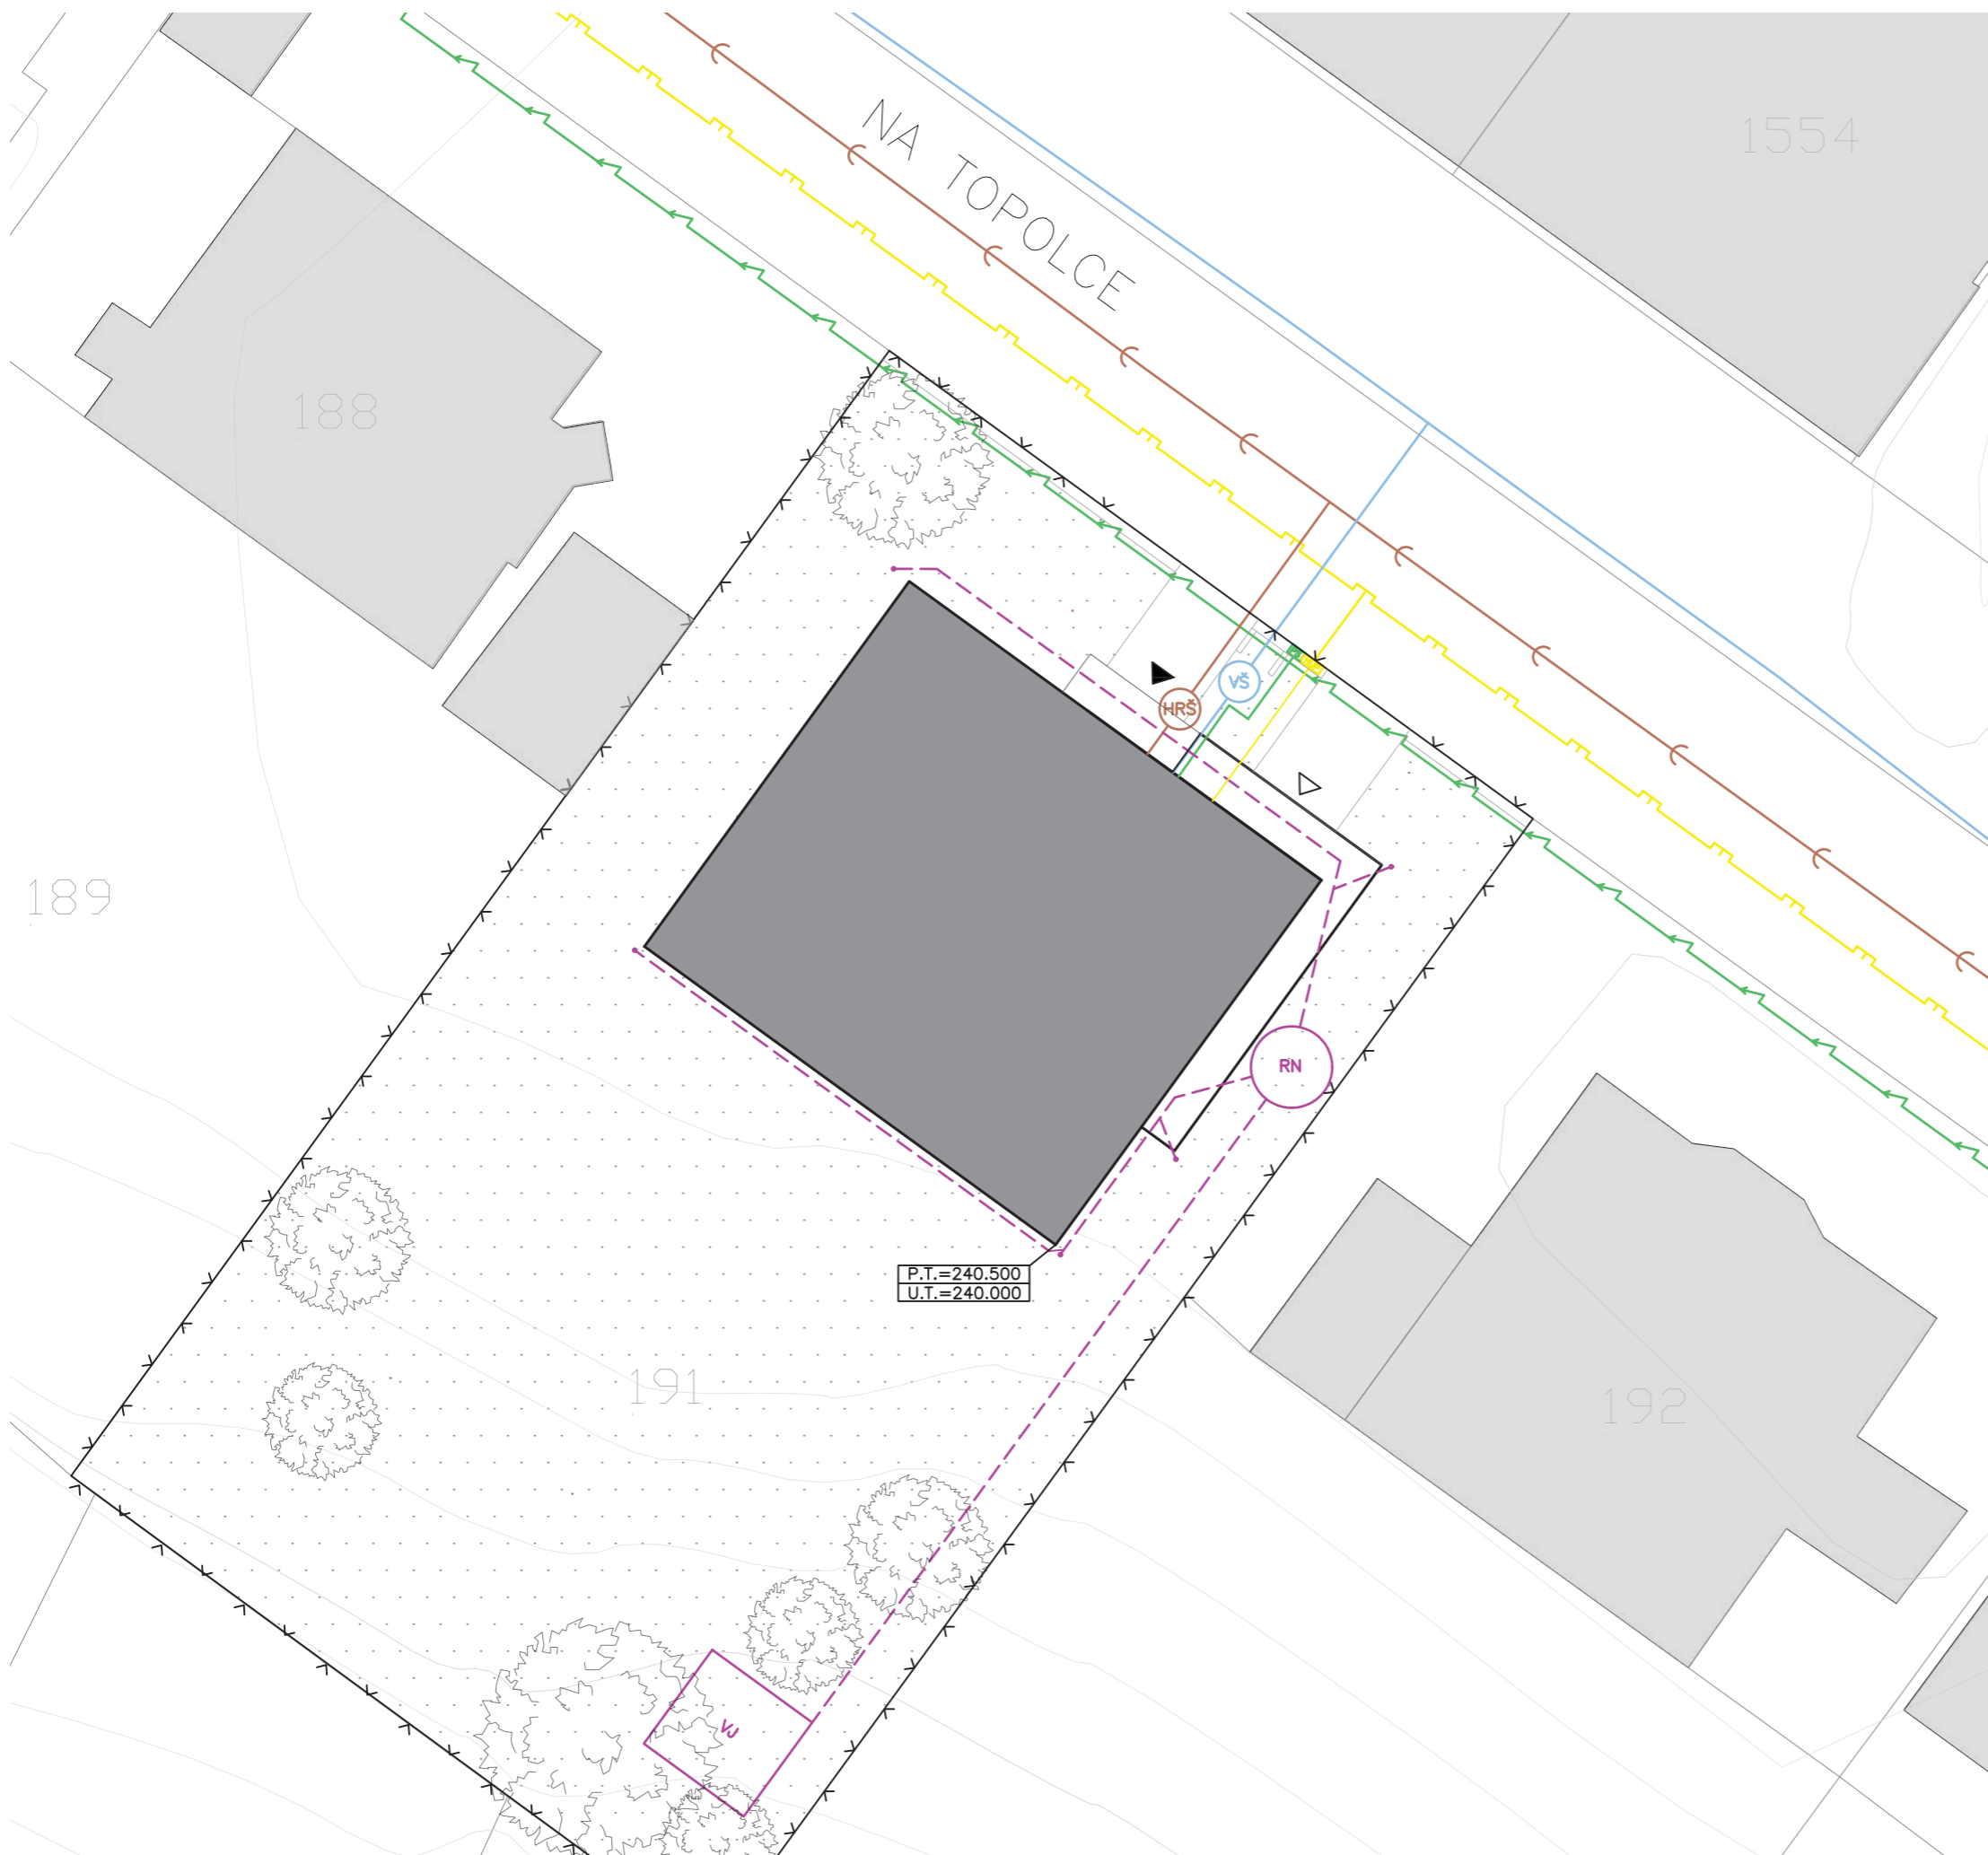 NA TOPOLCE
1554
188
VŠ
HRŠ
189
RN
P.T.=240.500
U.T.=240.000
191
192
VJ